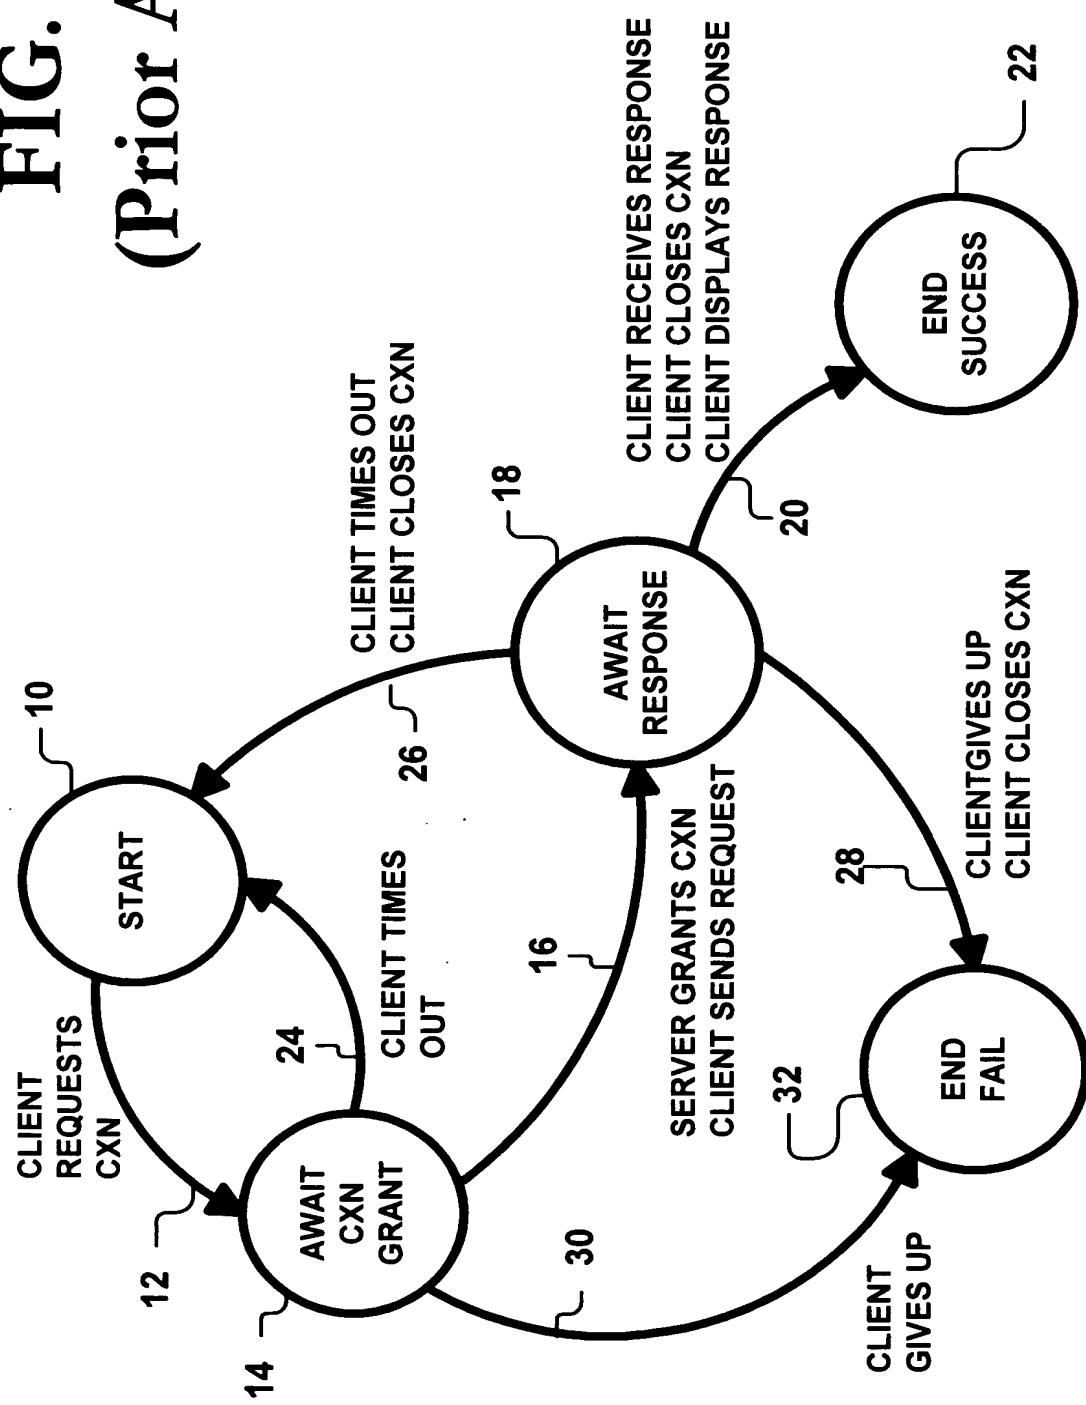 FIG.
(Prior
10
START
CLIENT
REQUESTS
CXN
12
14
AWAIT
CXN
GRANT
24
CLIENT TIMES
OUT
CLIENT TIMES OUT
CLIENT CLOSES CXN
26
16
SERVER GRANTS CXN
CLIENT SENDS REQUEST
18
AWAIT
RESPONSE
CLIENT RECEIVES RESPONSE
CLIENT CLOSES CXN
CLIENT DISPLAYS RESPONSE
20
22
END
SUCCESS
28
CLIENTGIVES UP
CLIENT CLOSES CXN
30
CLIENT
GIVES UP
32
END
FAIL